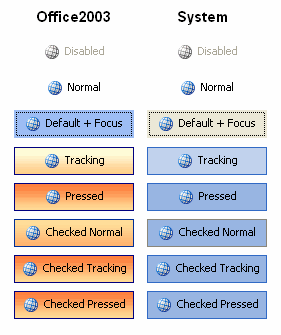 Office2003 System
Disabled Disabled
Normal Normal
Default + Focus Default + Focus
Tracking Tracking
Pressed Pressed
Checked Normal Checked Normal
Checked Tracking Checked Tracking
Checked Pressed Checked Pressed